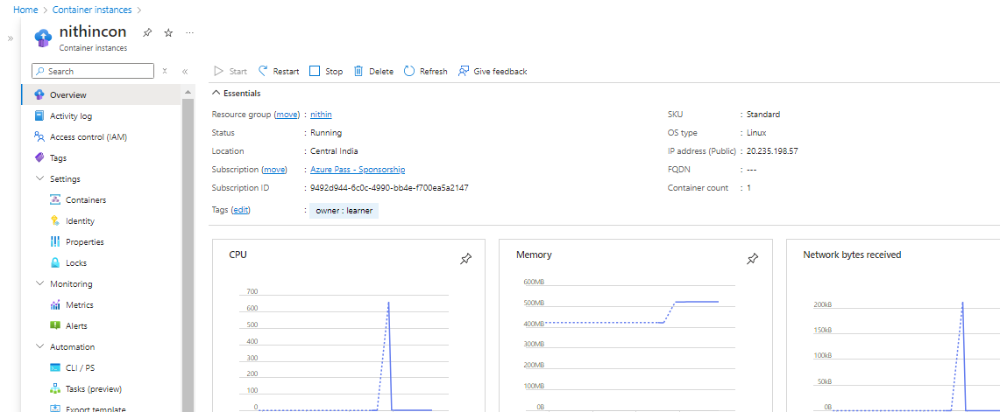 Home > Container instances >
»
nithincon
Container instances
Search
«
Start Restart Stop Delete Refresh Give feedback
Overview
Activity log
Access control (IAM)
Tags
Settings
Containers
Identity
Properties
Locks
Monitoring
Metrics
Alerts
Automation
CLI / PS
Tasks (preview)
Export template
Essentials
Resource group (move) : nithin
Status : Running
Location : Central India
Subscription (move) : Azure Pass - Sponsorship
Subscription ID : 9492d944-6c0c-4990-bb4e-f700ea5a2147
Tags (edit) : owner : learner
SKU : Standard
OS type : Linux
IP address (Public) : 20.235.198.57
FQDN : ---
Container count : 1
CPU
700
600
500
400
300
200
100
0
Memory
600MB
500MB
400MB
300MB
200MB
100MB
0B
Network bytes received
200kB
150kB
100kB
50kB
0B